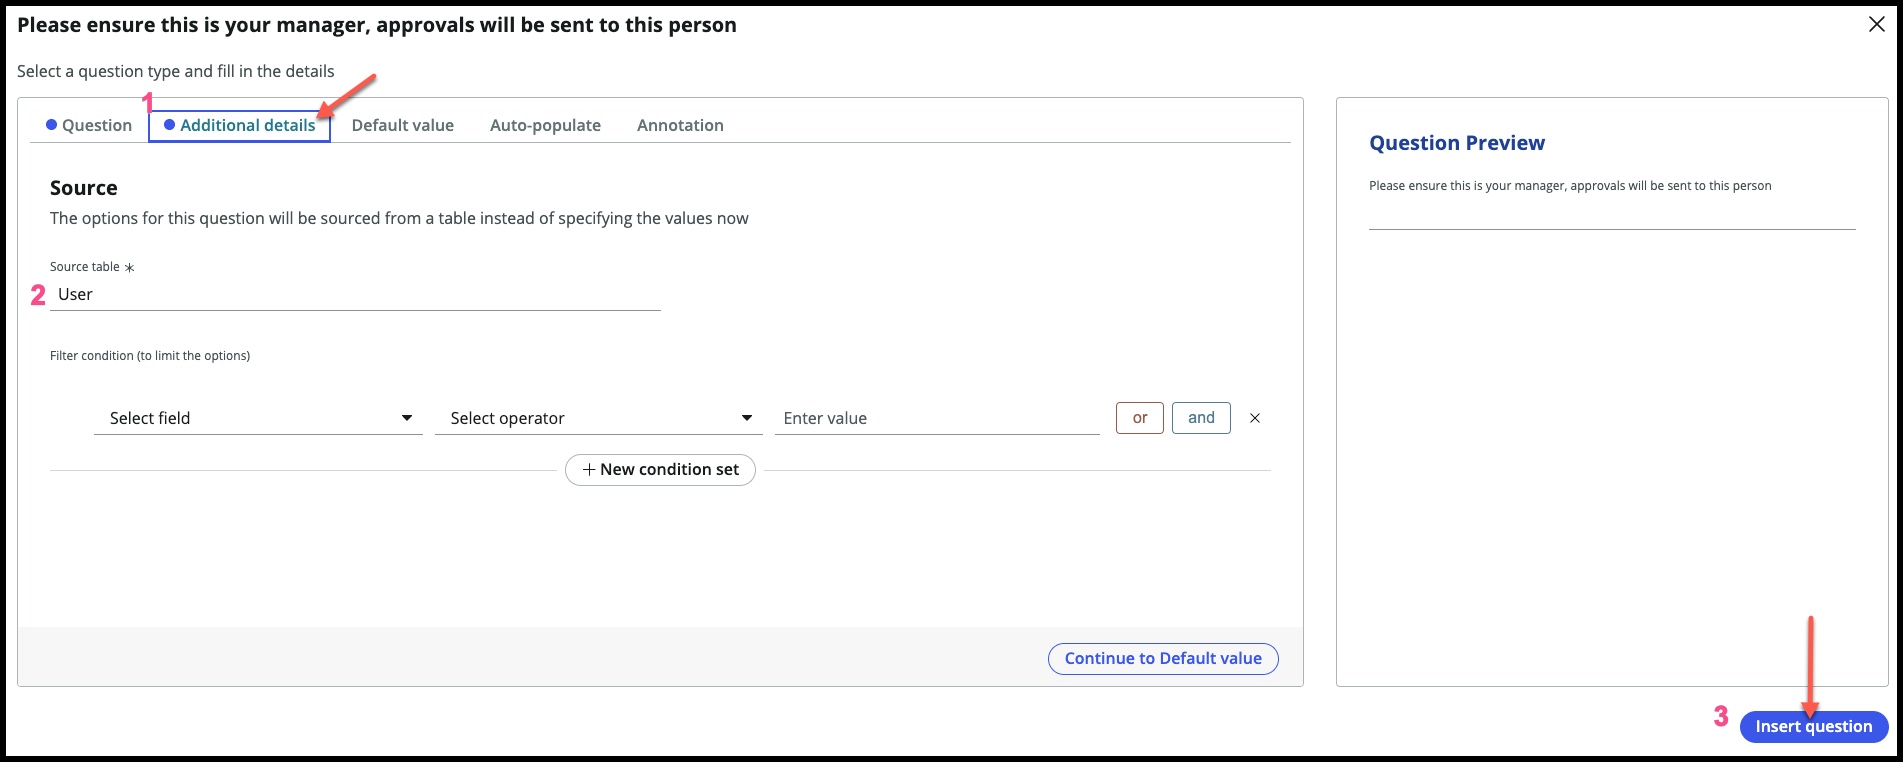 Please ensure this is your manager, approvals will be sent to this person
Select a question type and fill in the details
1
Question Additional details Default value Auto-populate Annotation
Source
The options for this question will be sourced from a table instead of specifying the values now
Source table *
2 User
Filter condition (to limit the options)
Select field Select operator Enter value or and
+ New condition set
Continue to Default value
Question Preview
Please ensure this is your manager, approvals will be sent to this person
3 Insert question